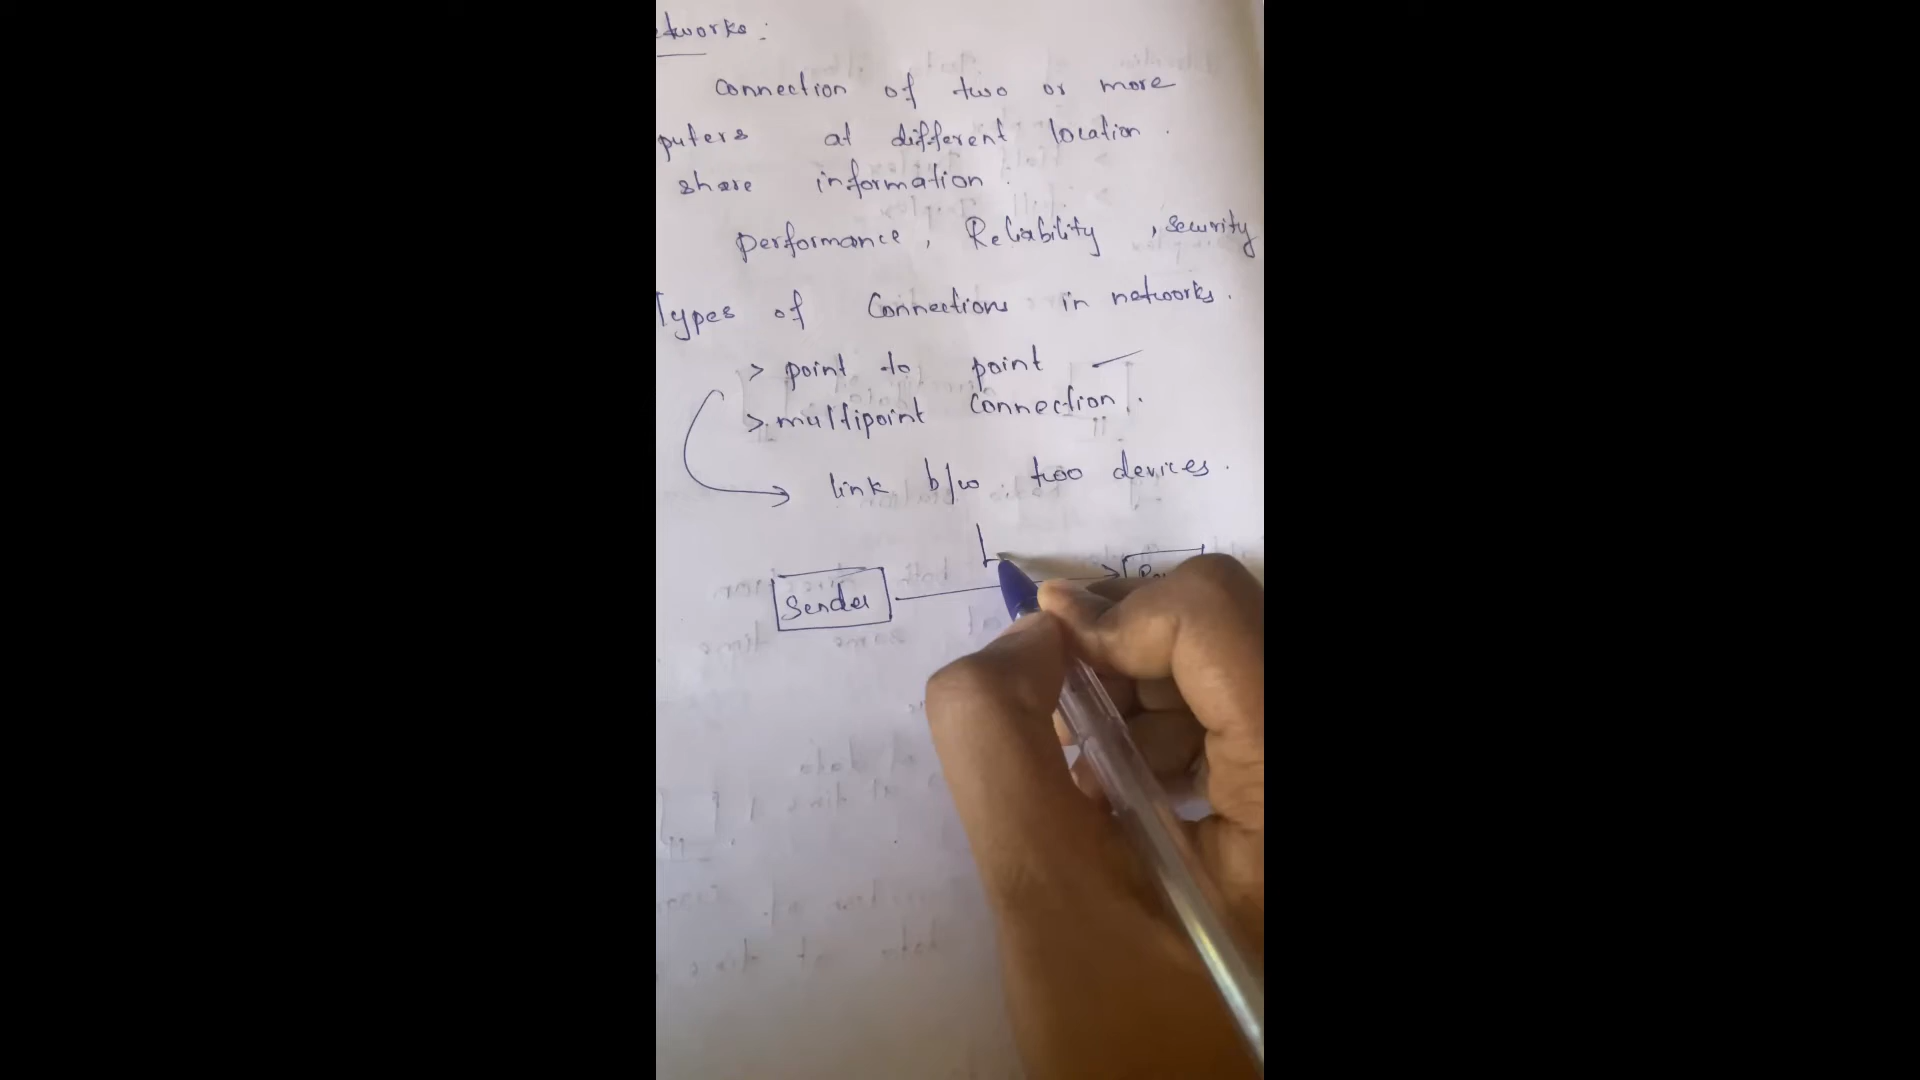 etworks:
Connection of two or more
puters at different location.
share information.
performance, Reliability, security
Types of Connections in networks.
> point to point
> multipoint connection.
link b/w two devices.
L
Sender